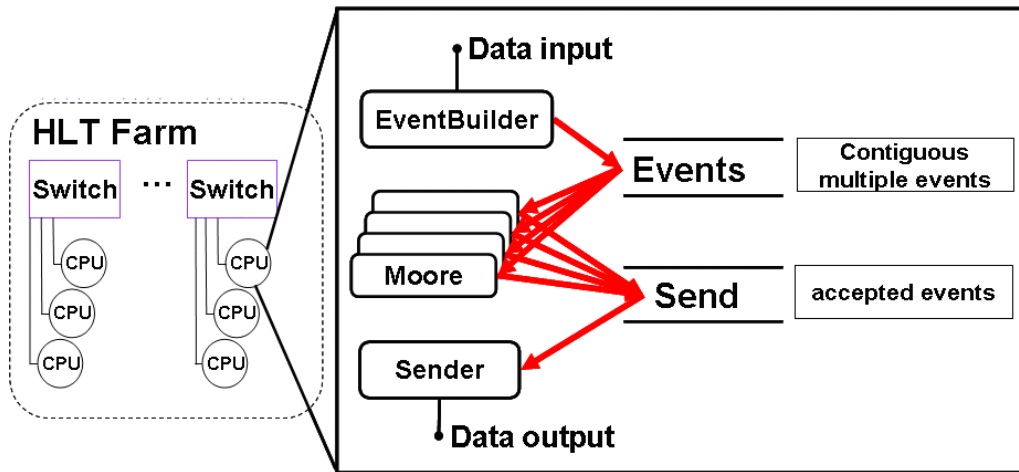 HLT Farm
Switch ... Switch
CPU CPU
CPU CPU
CPU CPU
Data input
EventBuilder
Events
Contiguous
multiple events
Moore
Send
accepted events
Sender
Data output